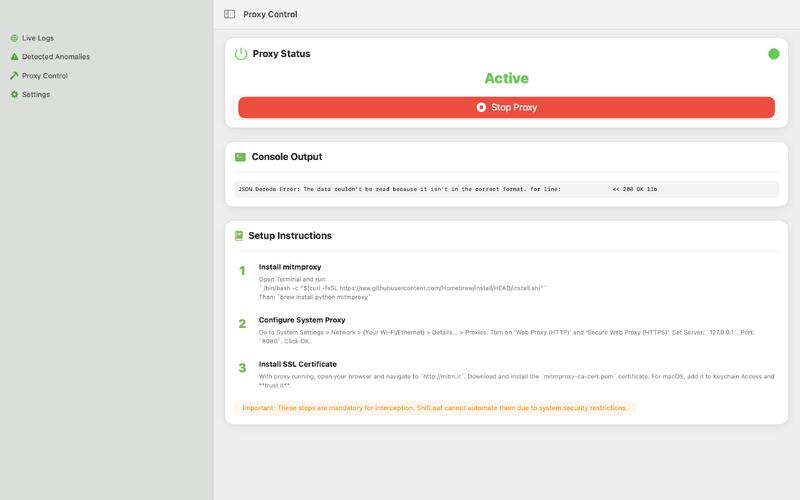 Proxy Control
Live Logs
Detected Anomalies
Proxy Control
Settings
Proxy Status
Active
Stop Proxy
Console Output
JSON Decode Error: The data couldn't be read because it isn't in the correct format. for line: << 200 OK 11b
Setup Instructions
1 Install mitmproxy
Open Terminal and run:
`/bin/bash -c "$(curl -fsSL https://raw.githubusercontent.com/Homebrew/install/HEAD/install.sh)"`
Then: `brew install python mitmproxy`
2 Configure System Proxy
Go to System Settings > Network > (Your Wi-Fi/Ethernet) > Details... > Proxies. Turn on 'Web Proxy (HTTP)' and 'Secure Web Proxy (HTTPS)'. Set Server: `127.0.0.1`, Port:
`8080`. Click OK.
3 Install SSL Certificate
With proxy running, open your browser and navigate to `http://mitm.it`. Download and install the `mitmproxy-ca-cert.pem` certificate. For macOS, add it to Keychain Access and
**trust it**.
Important: These steps are mandatory for interception. SnifLeaf cannot automate them due to system security restrictions.